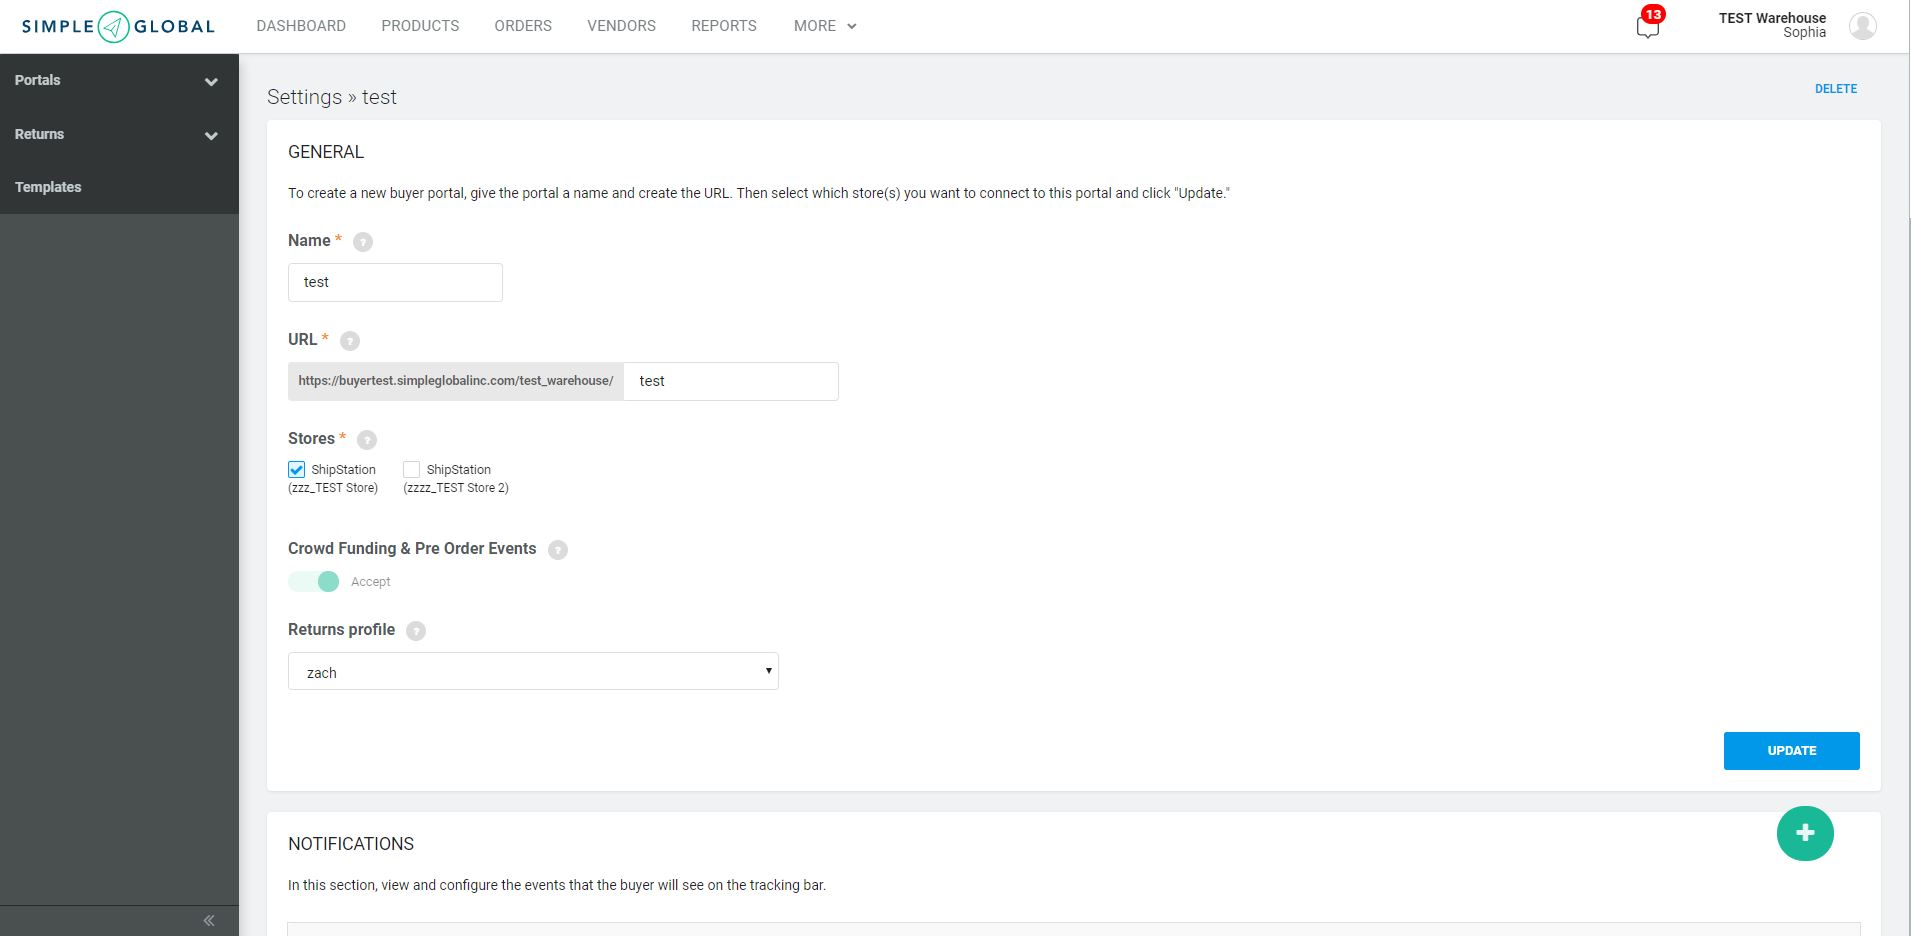 SIMPLE GLOBAL
DASHBOARD PRODUCTS ORDERS VENDORS REPORTS MORE
13
TEST Warehouse
Sophia
Portals
Returns
Templates
Settings » test
DELETE
GENERAL
To create a new buyer portal, give the portal a name and create the URL. Then select which store(s) you want to connect to this portal and click "Update."
Name * ?
test
URL * ?
https://buyertest.simpleglobalinc.com/test_warehouse/ test
Stores * ?
ShipStation
(zzz_TEST Store)
ShipStation
(zzzz_TEST Store 2)
Crowd Funding & Pre Order Events ?
Accept
Returns profile ?
zach
UPDATE
NOTIFICATIONS
+
In this section, view and configure the events that the buyer will see on the tracking bar.
«